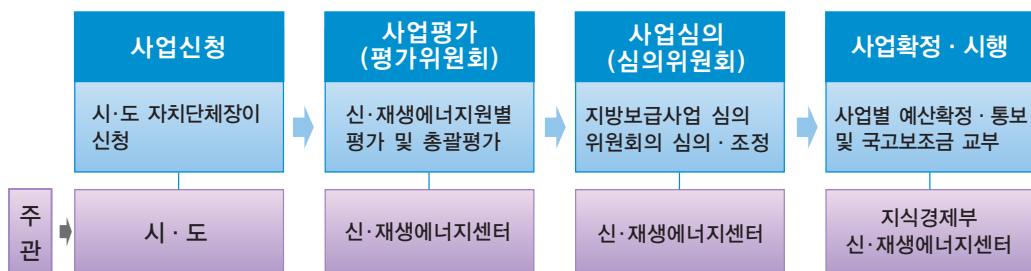 사업신청
시·도 자치단체장이
신청
사업평가
(평가위원회)
신·재생에너지원별
평가 및 총괄평가
사업심의
(심의위원회)
지방보급사업 심의
위원회의 심의·조정
사업확정·시행
사업별 예산확정·통보
및 국고보조금 교부
주
관
시·도
신·재생에너지센터
신·재생에너지센터
지식경제부
신·재생에너지센터